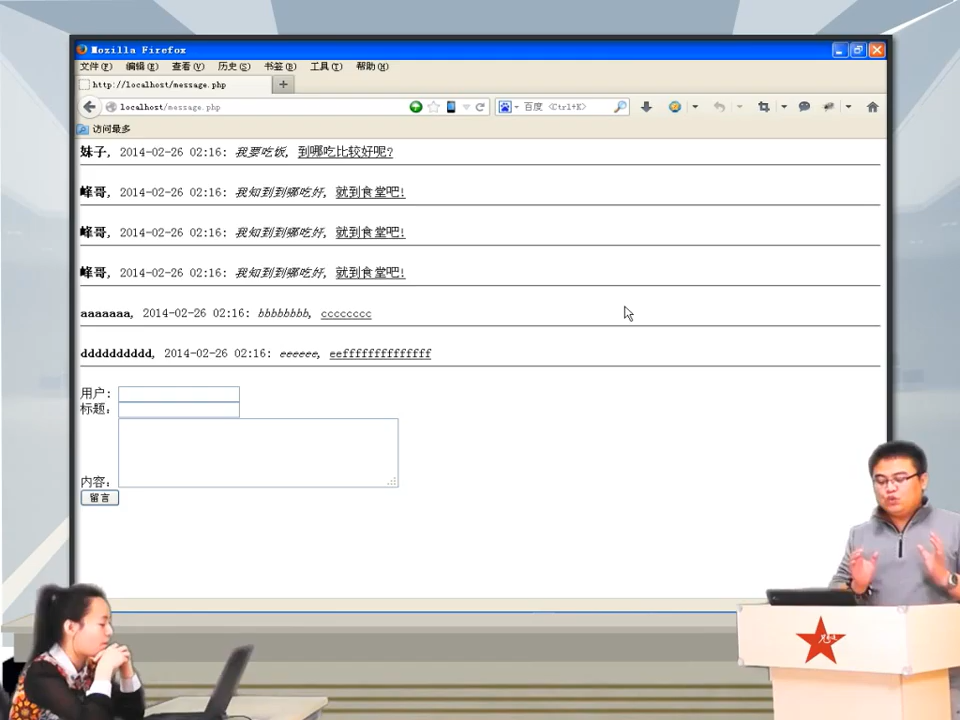 Mozilla Firefox
文件(F) 编辑(E) 查看(V) 历史(S) 书签(B) 工具(T) 帮助(H)
http://localhost/message.php
localhost/message.php 百度 <Ctrl+K>
访问最多
妹子, 2014-02-26 02:16: 我要吃饭, 到哪吃比较好呢?
峰哥, 2014-02-26 02:16: 我知到到哪吃好, 就到食堂吧!
峰哥, 2014-02-26 02:16: 我知到到哪吃好, 就到食堂吧!
峰哥, 2014-02-26 02:16: 我知到到哪吃好, 就到食堂吧!
aaaaaaa, 2014-02-26 02:16: bbbbbbbb, cccccccc
dddddddddd, 2014-02-26 02:16: eeeeee, eeffffffffffffff
用户:
标题:
内容:
留言